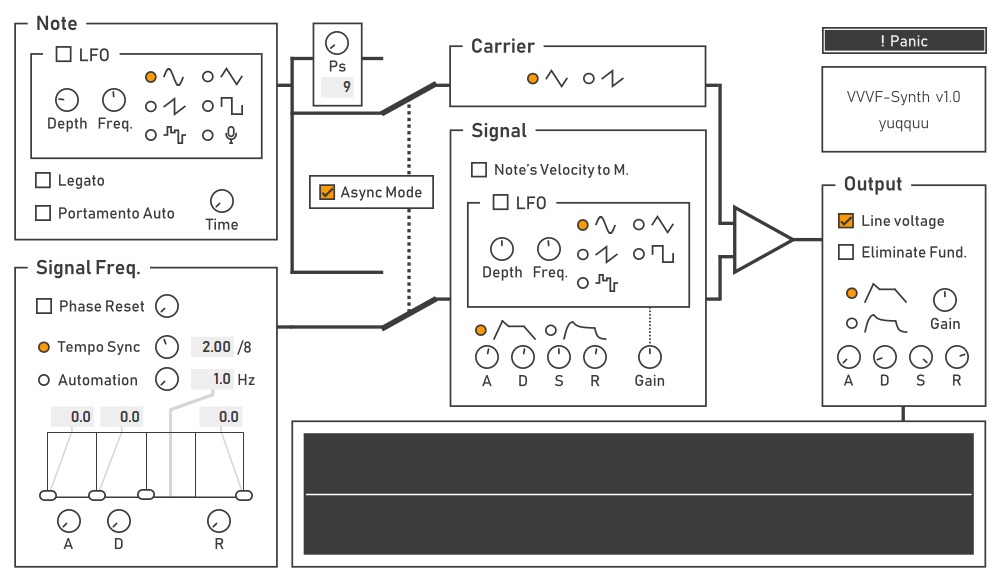 Note
LFO
Depth Freq.
Legato
Portamento Auto
Time
Ps
9
Carrier
! Panic
VVVF-Synth v1.0
yuqquu
Async Mode
Signal
Note's Velocity to M.
LFO
Depth Freq.
A D S R Gain
Output
Line voltage
Eliminate Fund.
Gain
A D S R
Signal Freq.
Phase Reset
Tempo Sync 2.00 /8
Automation 1.0 Hz
0.0 0.0 0.0
A D R